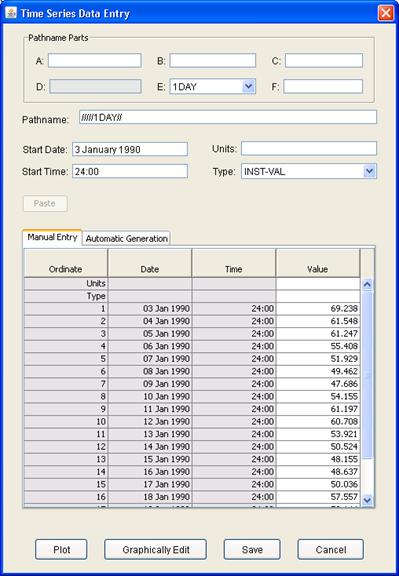 Time Series Data Entry
Pathname Parts
A: B: C:
D: E: 1DAY F:
Pathname: /////1DAY//
Start Date: 3 January 1990 Units:
Start Time: 24:00 Type: INST-VAL
Paste
Manual Entry Automatic Generation
Ordinate Date Time Value
Units
Type
1 03 Jan 1990 24:00 69.238
2 04 Jan 1990 24:00 61.548
3 05 Jan 1990 24:00 61.247
4 06 Jan 1990 24:00 55.408
5 07 Jan 1990 24:00 51.929
6 08 Jan 1990 24:00 49.462
7 09 Jan 1990 24:00 47.686
8 10 Jan 1990 24:00 54.155
9 11 Jan 1990 24:00 61.197
10 12 Jan 1990 24:00 60.708
11 13 Jan 1990 24:00 53.921
12 14 Jan 1990 24:00 50.524
13 15 Jan 1990 24:00 48.155
14 16 Jan 1990 24:00 48.637
15 17 Jan 1990 24:00 50.036
16 18 Jan 1990 24:00 57.557
Plot Graphically Edit Save Cancel